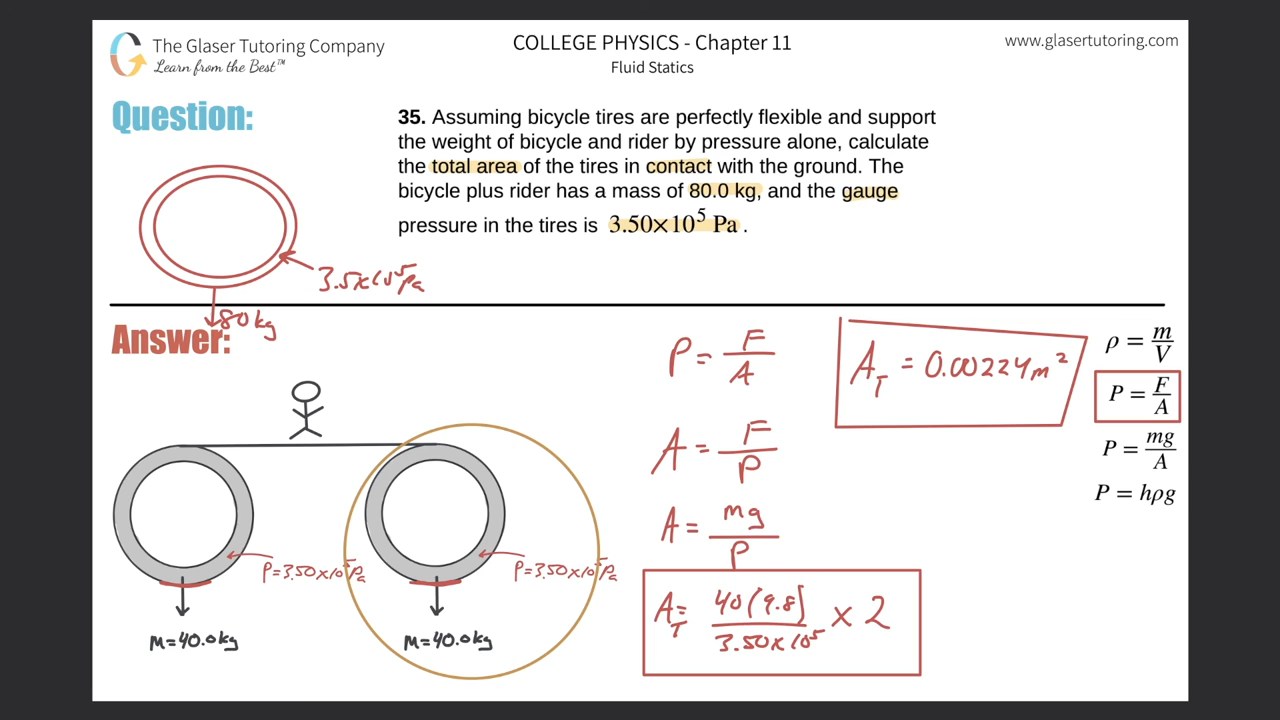 The Glaser Tutoring Company
Learn from the Best™
COLLEGE PHYSICS - Chapter 11
Fluid Statics
www.glasertutoring.com
Question:
35. Assuming bicycle tires are perfectly flexible and support
the weight of bicycle and rider by pressure alone, calculate
the total area of the tires in contact with the ground. The
bicycle plus rider has a mass of 80.0 kg, and the gauge
pressure in the tires is 3.50×10⁵ Pa .
3.5x10⁵Pa
80kg
Answer:
P=3.50x10⁵Pa
P=3.50x10⁵Pa
M=40.0kg
M=40.0kg
P = F/A
A = F/P
A = mg/P
A_T = 40(9.8)/3.50x10⁵ x 2
A_T = 0.00224m²
ρ = m/V
P = F/A
P = mg/A
P = hρg